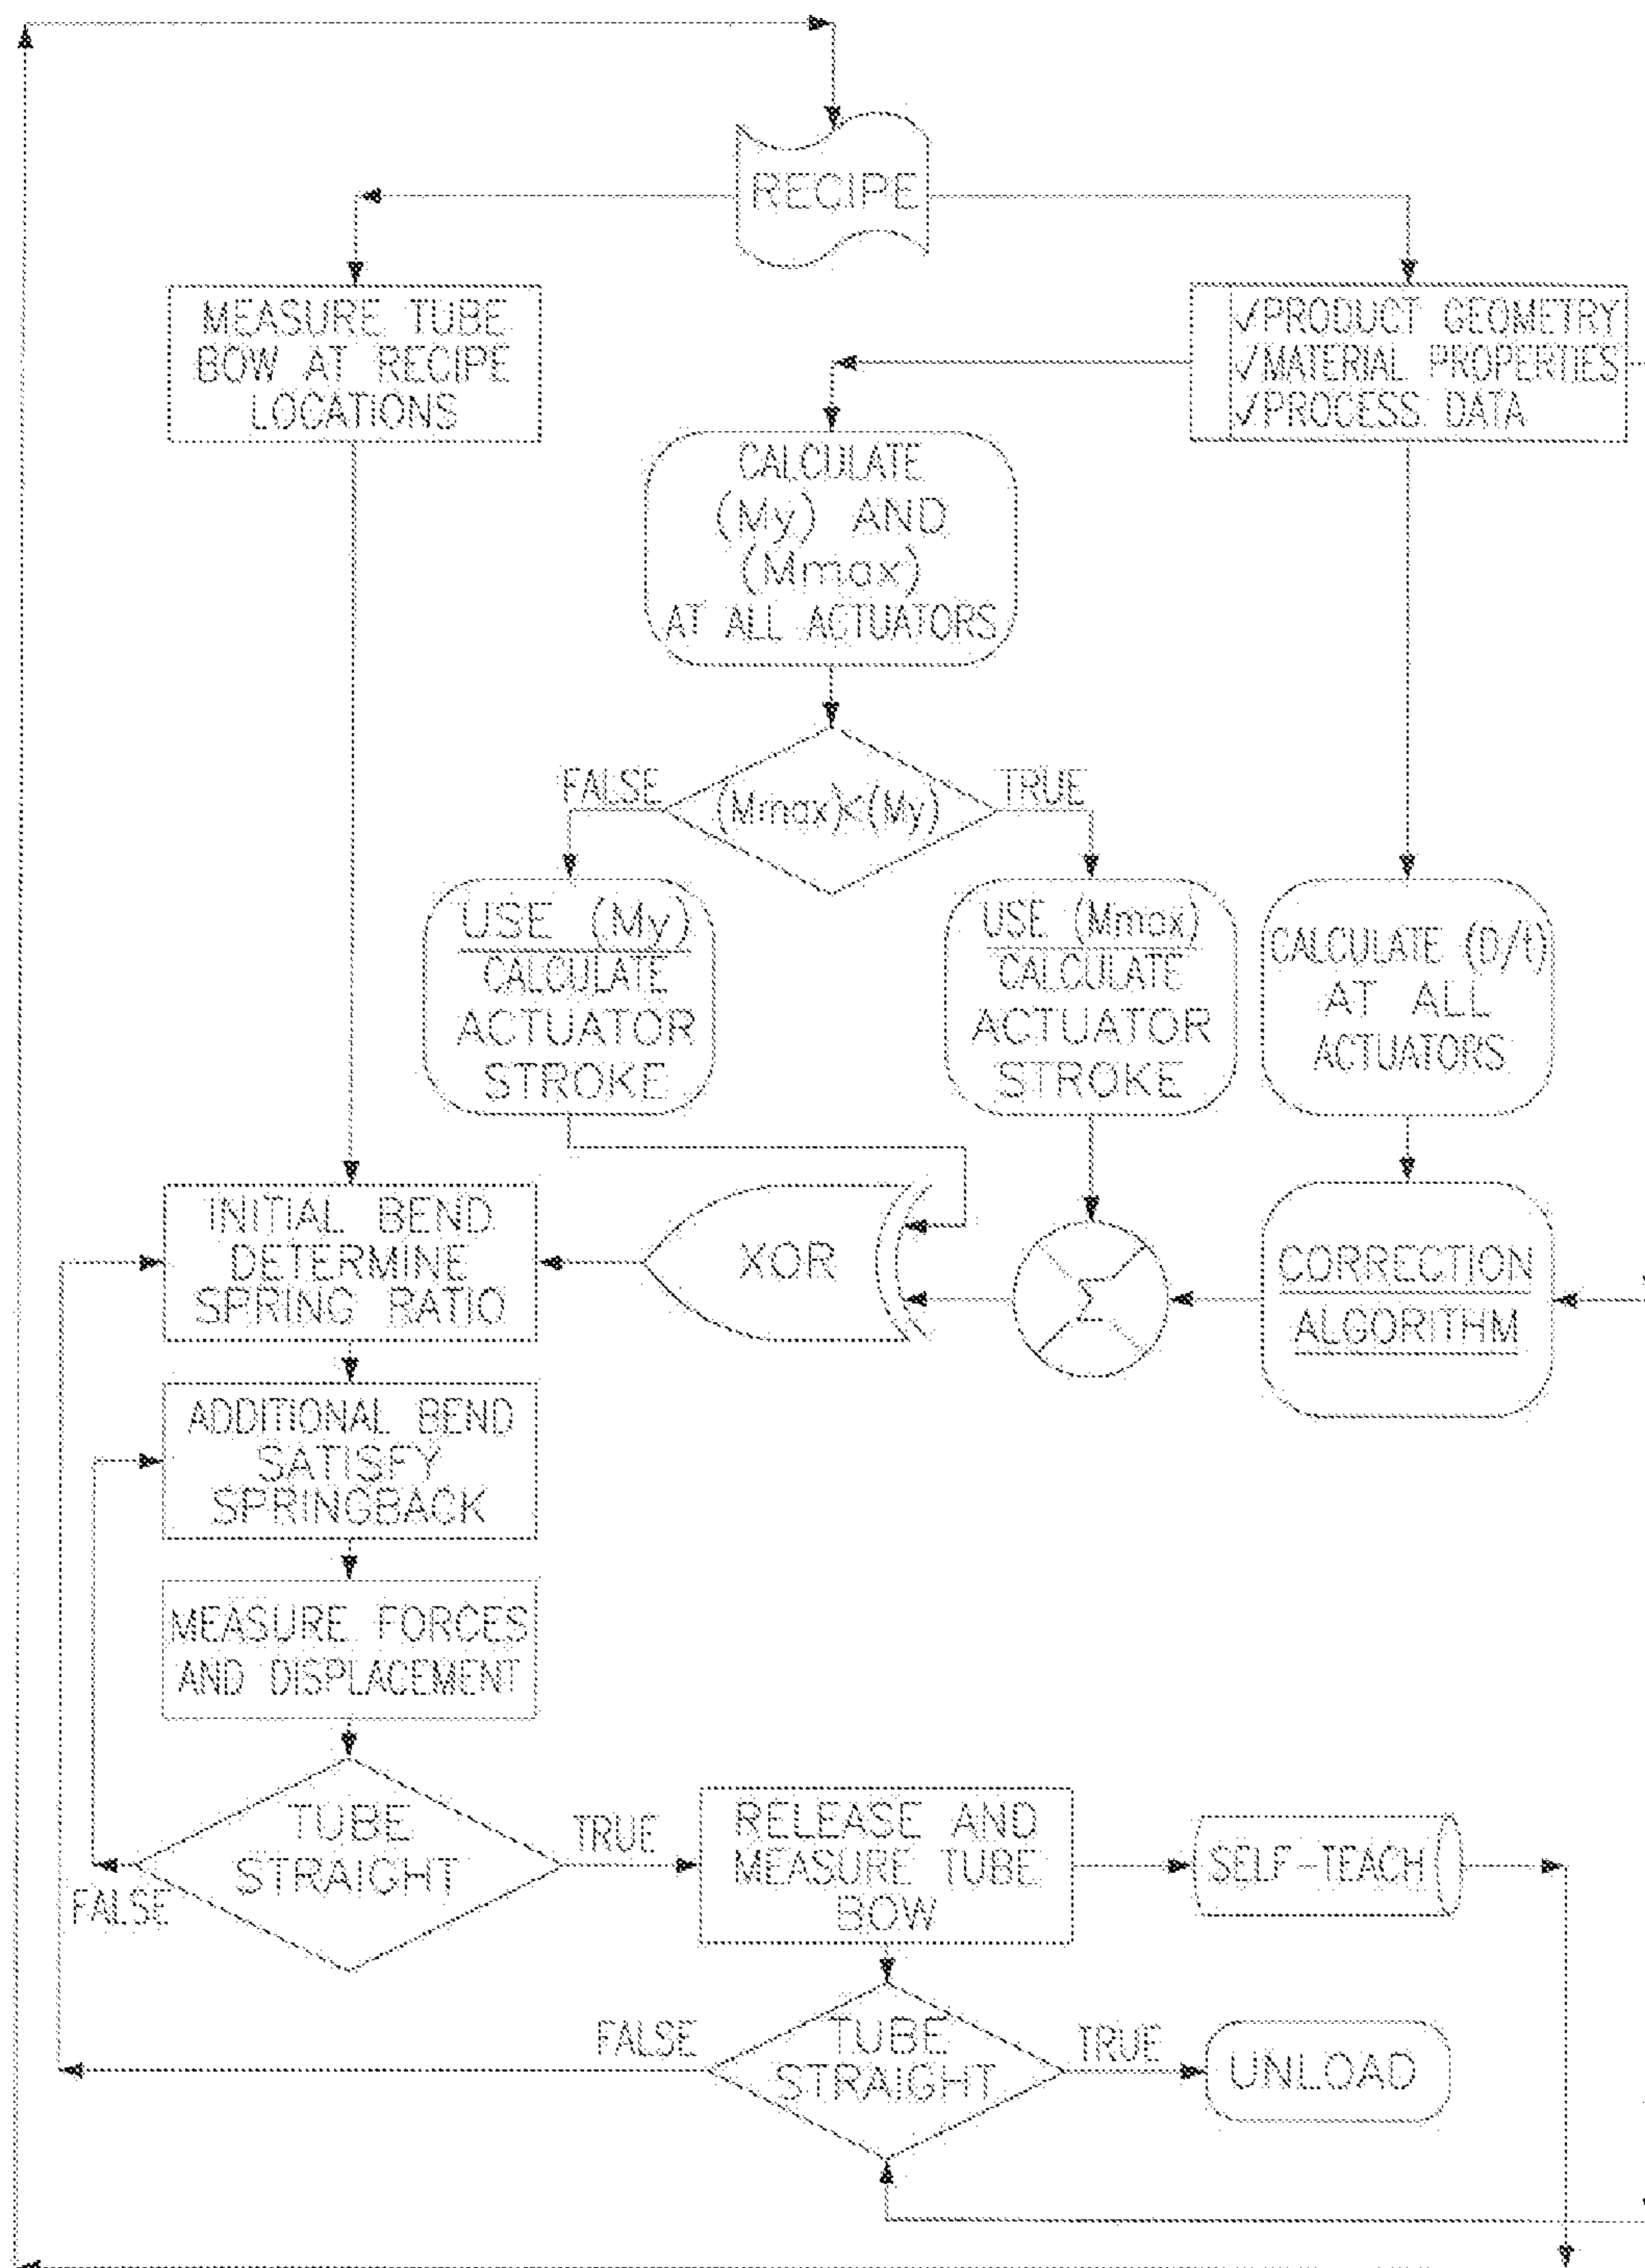 RECIPE
MEASURE TUBE
BOW AT RECIPE
LOCATIONS
✓PRODUCT GEOMETRY
✓MATERIAL PROPERTIES
✓PROCESS DATA
CALCULATE
(My) AND
(Mmax)
AT ALL ACTUATORS
FALSE
(Mmax)<(My)
TRUE
USE (My)
CALCULATE
ACTUATOR
STROKE
USE (Mmax)
CALCULATE
ACTUATOR
STROKE
CALCULATE (D/t)
AT ALL
ACTUATORS
INITIAL BEND
DETERMINE
SPRING RATIO
XOR
Σ
CORRECTION
ALGORITHM
ADDITIONAL BEND
SATISFY
SPRINGBACK
MEASURE FORCES
AND DISPLACEMENT
TUBE
STRAIGHT
FALSE
TRUE
RELEASE AND
MEASURE TUBE
BOW
SELF-TEACH
FALSE
TUBE
STRAIGHT
TRUE
UNLOAD